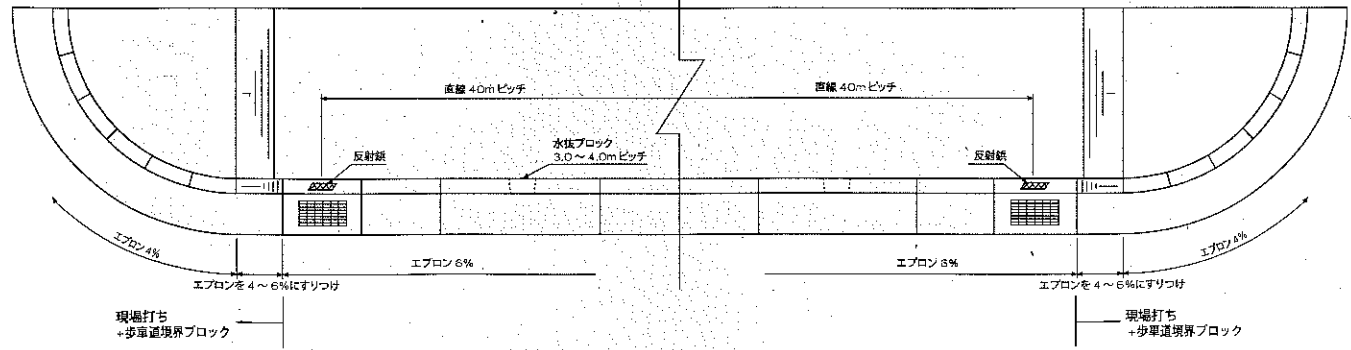 直線 40m ピッチ
直線 40m ピッチ
反射鋲
水抜ブロック
3.0～4.0m ピッチ
反射鋲
エプロン 4%
エプロン 6%
エプロン 6%
エプロン 4%
エプロンを 4～6%にすりつけ
エプロンを 4～6%にすりつけ
現場打ち
+歩車道境界ブロック
現場打ち
+歩車道境界ブロック